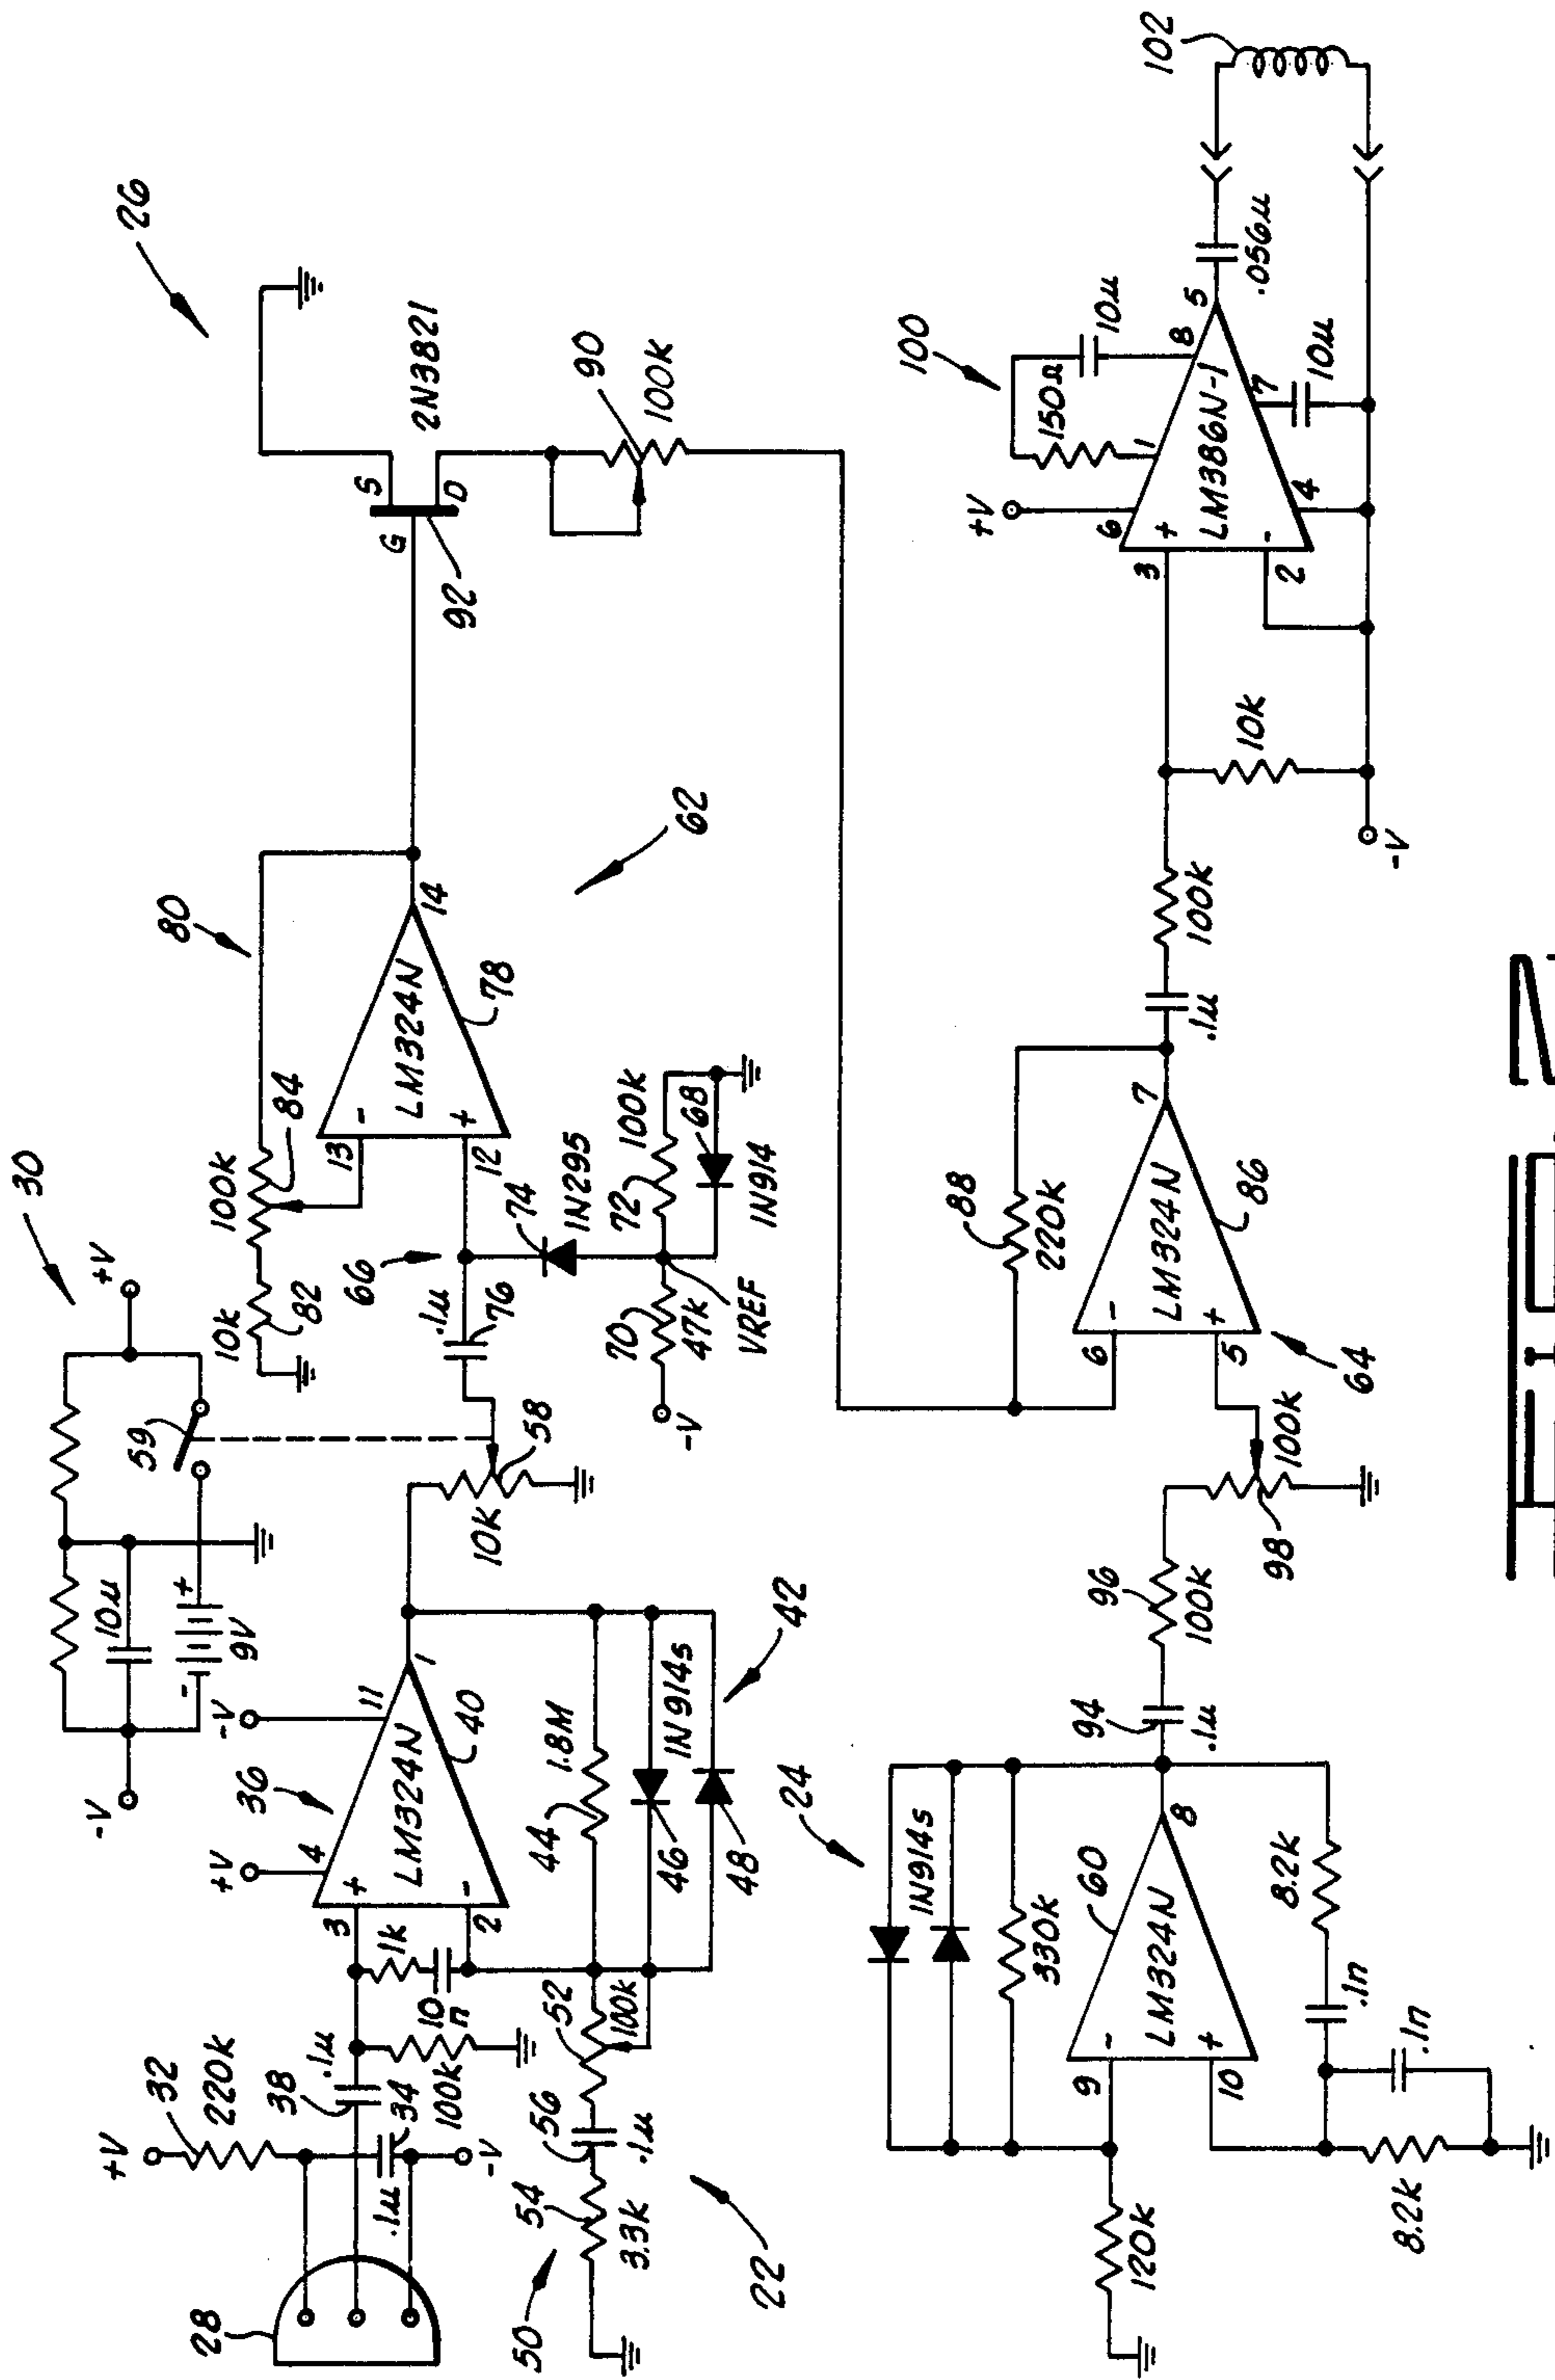 26
30
+V
-V
59
10µ
9V
+
-
80
10k
82
100k
84
13
-
LM324N
+
12
14
78
62
G
S
D
2N3821
92
90
100k
66
.1µ
76
74
1N295
70
47k
VREF
-V
72
100k
68
1N914
58
10k
+V
-V
36
4
11
3
+
LM324N
-
2
1
40
1k
10
n
44
1.8M
46
1N914s
48
42
28
+V
32
220k
38
.1µ
34
.1µ
-V
100k
50
54
3.3k
56
.1µ
52
100k
22
24
1N914s
330k
60
9
-
LM324N
+
10
8
120k
8.2k
.1n
.1n
8.2k
94
.1µ
96
100k
98
100k
88
220k
6
-
LM324N
+
5
7
86
64
.1µ
100k
10k
-V
+V
100
150Ω
10µ
6
1
8
3
+
LM386N-1
-
2
4
7
5
10µ
.056µ
102